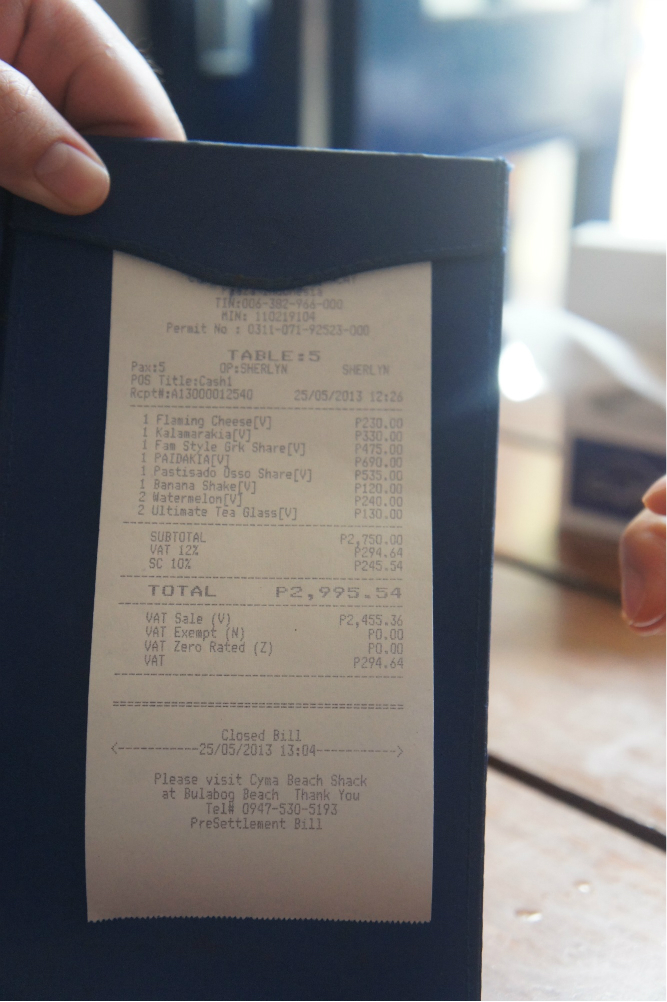 TIN:006-382-966-000
MIN: 110219104
Permit No : 0311-071-92523-000
TABLE:5
Pax:5 OP:SHERLYN SHERLYN
POS Title:Cash1
Rcpt#:A13000012540 25/05/2013 12:26
1 Flaming Cheese[V] P230.00
1 Kalamarakia[V] P330.00
1 Fam Style Grk Share[V] P475.00
1 PAIDAKIA[V] P690.00
1 Pastisado Osso Share[V] P535.00
1 Banana Shake[V] P120.00
2 Watermelon[V] P240.00
2 Ultimate Tea Glass[V] P130.00
SUBTOTAL P2,750.00
VAT 12% P294.64
SC 10% P245.54
TOTAL P2,995.54
VAT Sale (V) P2,455.36
VAT Exempt (N) P0.00
VAT Zero Rated (Z) P0.00
VAT P294.64
Closed Bill
<-----------25/05/2013 13:04----------->
Please visit Cyma Beach Shack
at Bulabog Beach Thank You
Tel# 0947-530-5193
PreSettlement Bill